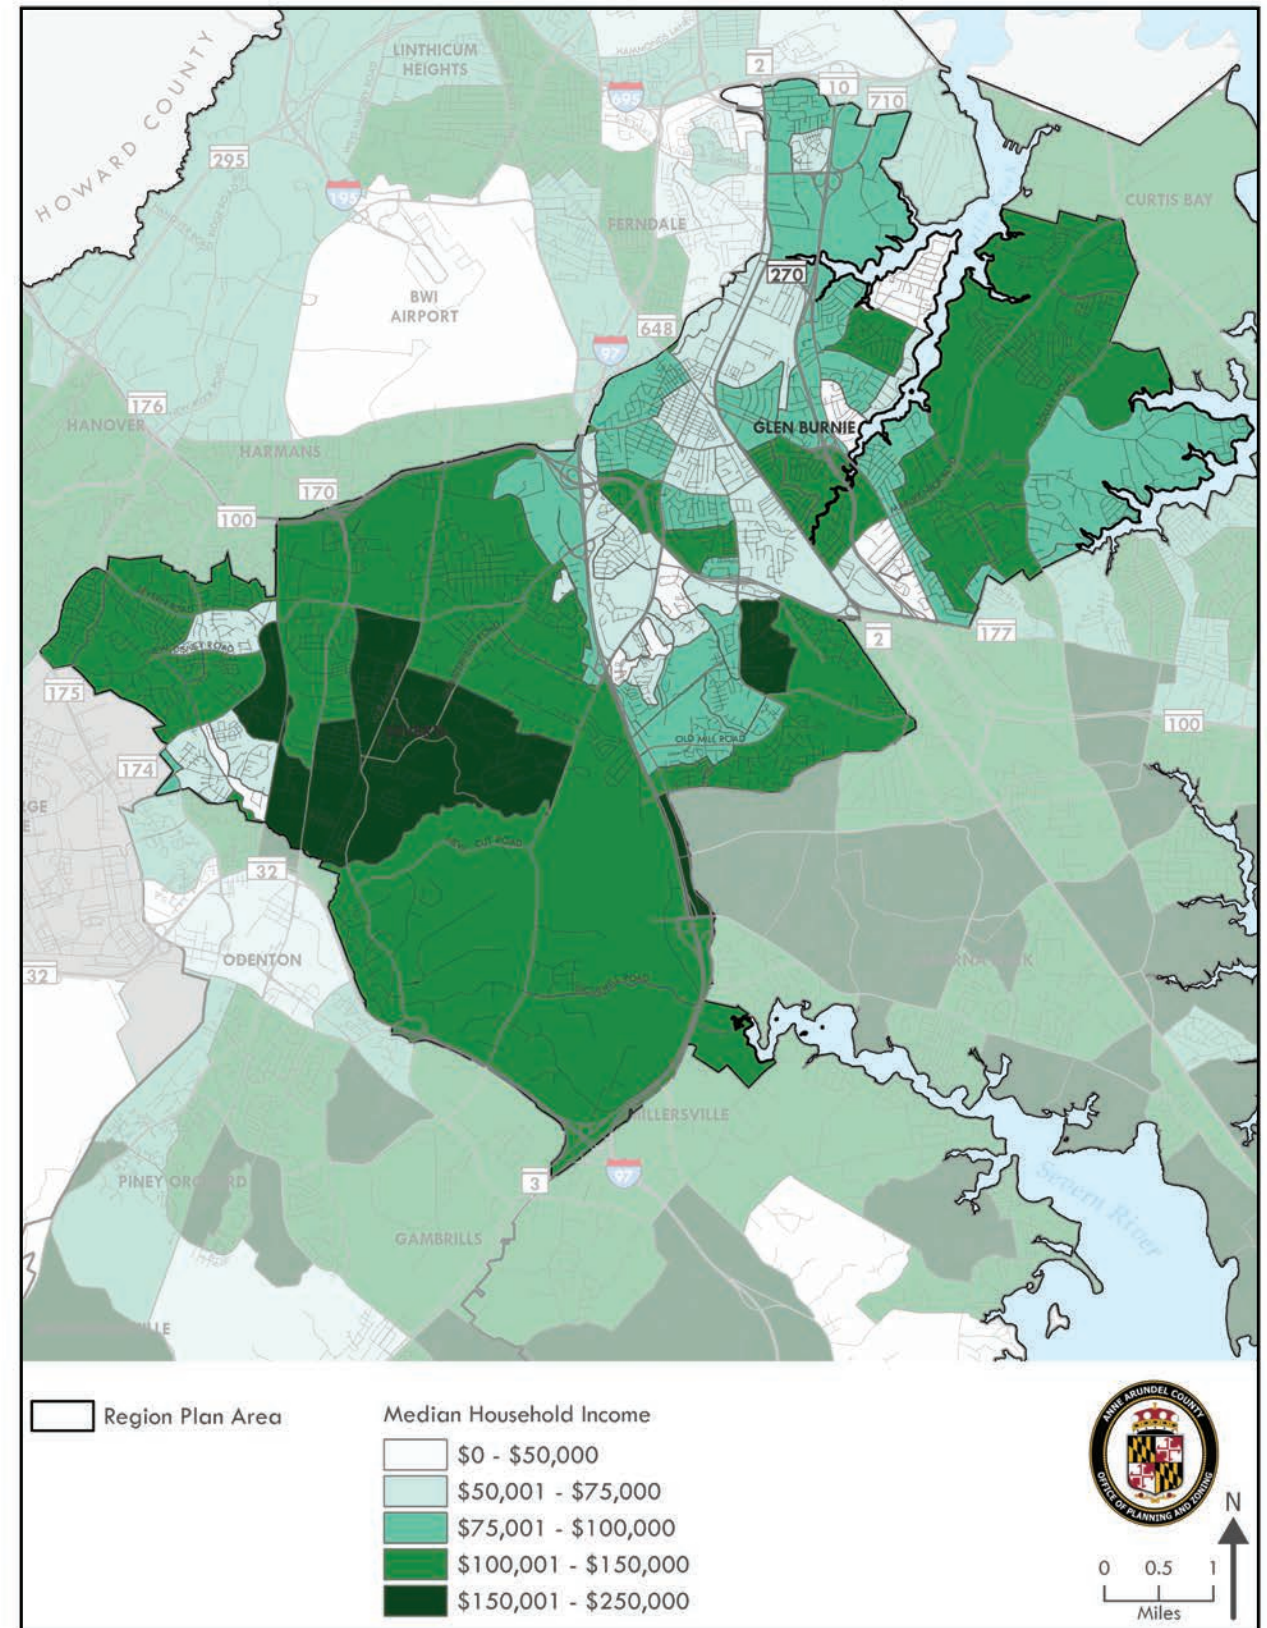 HOWARD COUNTY
LINTHICUM
HEIGHTS
HAMMONDS LANE
2
695
10
710
295
195
CURTIS BAY
FERNDALE
270
BWI
AIRPORT
648
97
176
HANOVER
GLEN BURNIE
HARMANS
170
100
2
177
175
100
174
OLD MILL ROAD
32
ODENTON
32
MILLERSVILLE
Severn River
PINEY ORCHARD
3
97
GAMBRILLS
Region Plan Area
Median Household Income
$0 - $50,000
$50,001 - $75,000
$75,001 - $100,000
$100,001 - $150,000
$150,001 - $250,000
ANNE ARUNDEL COUNTY
OFFICE OF PLANNING AND ZONING
N
0 0.5 1
Miles